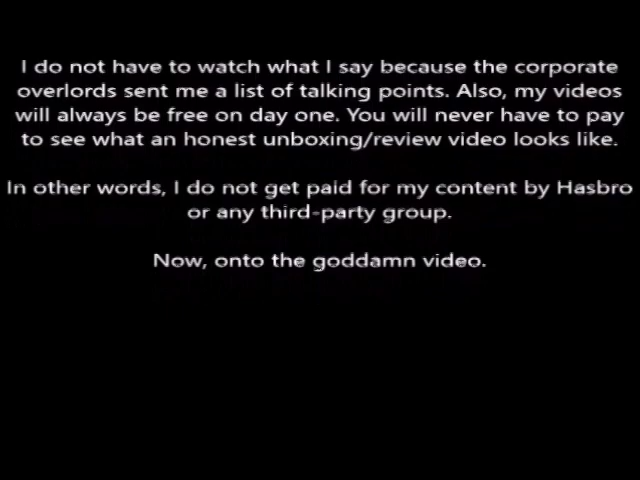 I do not have to watch what I say because the corporate
overlords sent me a list of talking points. Also, my videos
will always be free on day one. You will never have to pay
to see what an honest unboxing/review video looks like.
In other words, I do not get paid for my content by Hasbro
or any third-party group.
Now, onto the goddamn video.